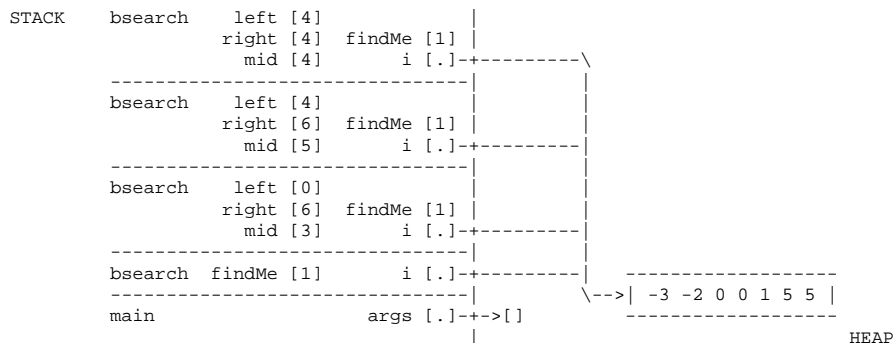 STACK bsearch left [4] |
right [4] findMe [1] |
mid [4] i [.]-+---------\
--------------------------------| |
bsearch left [4] | |
right [6] findMe [1] | |
mid [5] i [.]-+---------|
--------------------------------| |
bsearch left [0] | |
right [6] findMe [1] | |
mid [3] i [.]-+---------|
--------------------------------| |
bsearch findMe [1] i [.]-+---------| -------------------
--------------------------------| \-->| -3 -2 0 0 1 5 5 |
main args [.]-+->[] -------------------
| HEAP